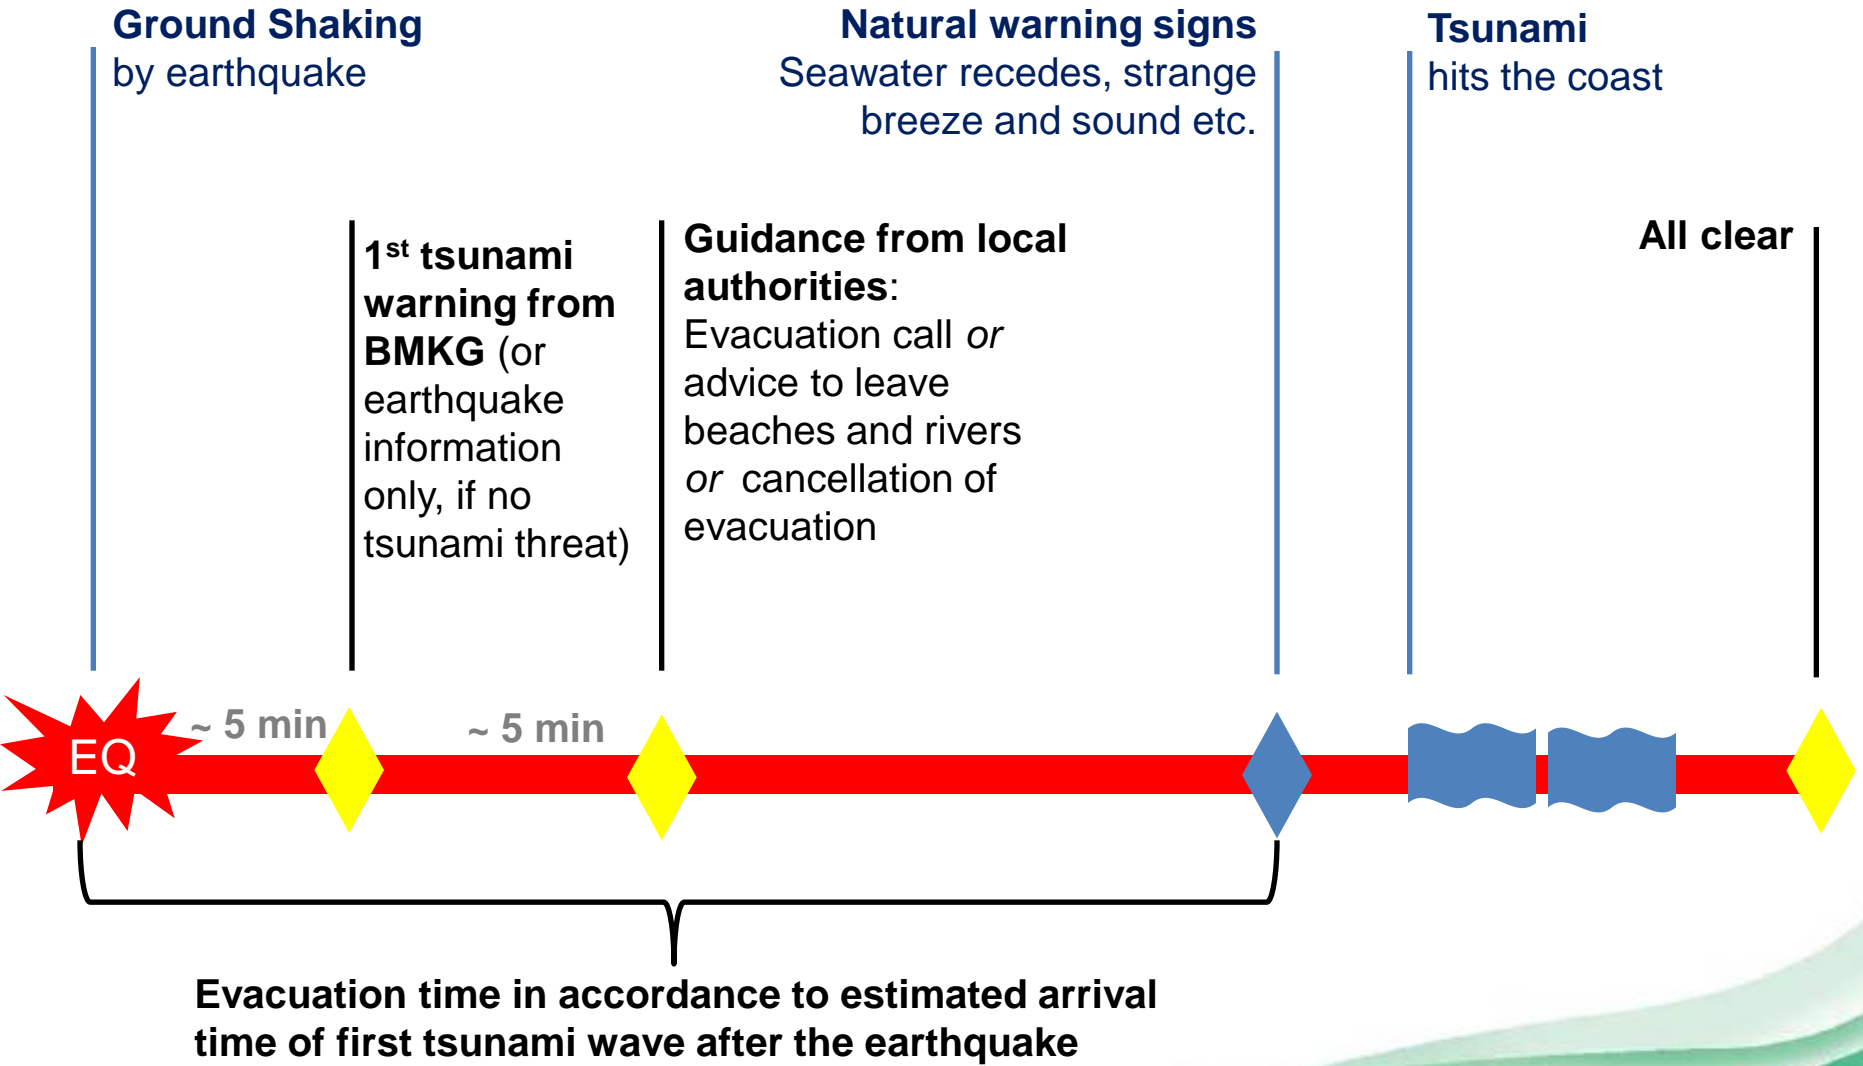 Ground Shaking
by earthquake
Natural warning signs
Seawater recedes, strange
breeze and sound etc.
Tsunami
hits the coast
1st tsunami
warning from
BMKG (or
earthquake
information
only, if no
tsunami threat)
Guidance from local
authorities:
Evacuation call or
advice to leave
beaches and rivers
or cancellation of
evacuation
All clear
EQ
~ 5 min
~ 5 min
Evacuation time in accordance to estimated arrival
time of first tsunami wave after the earthquake